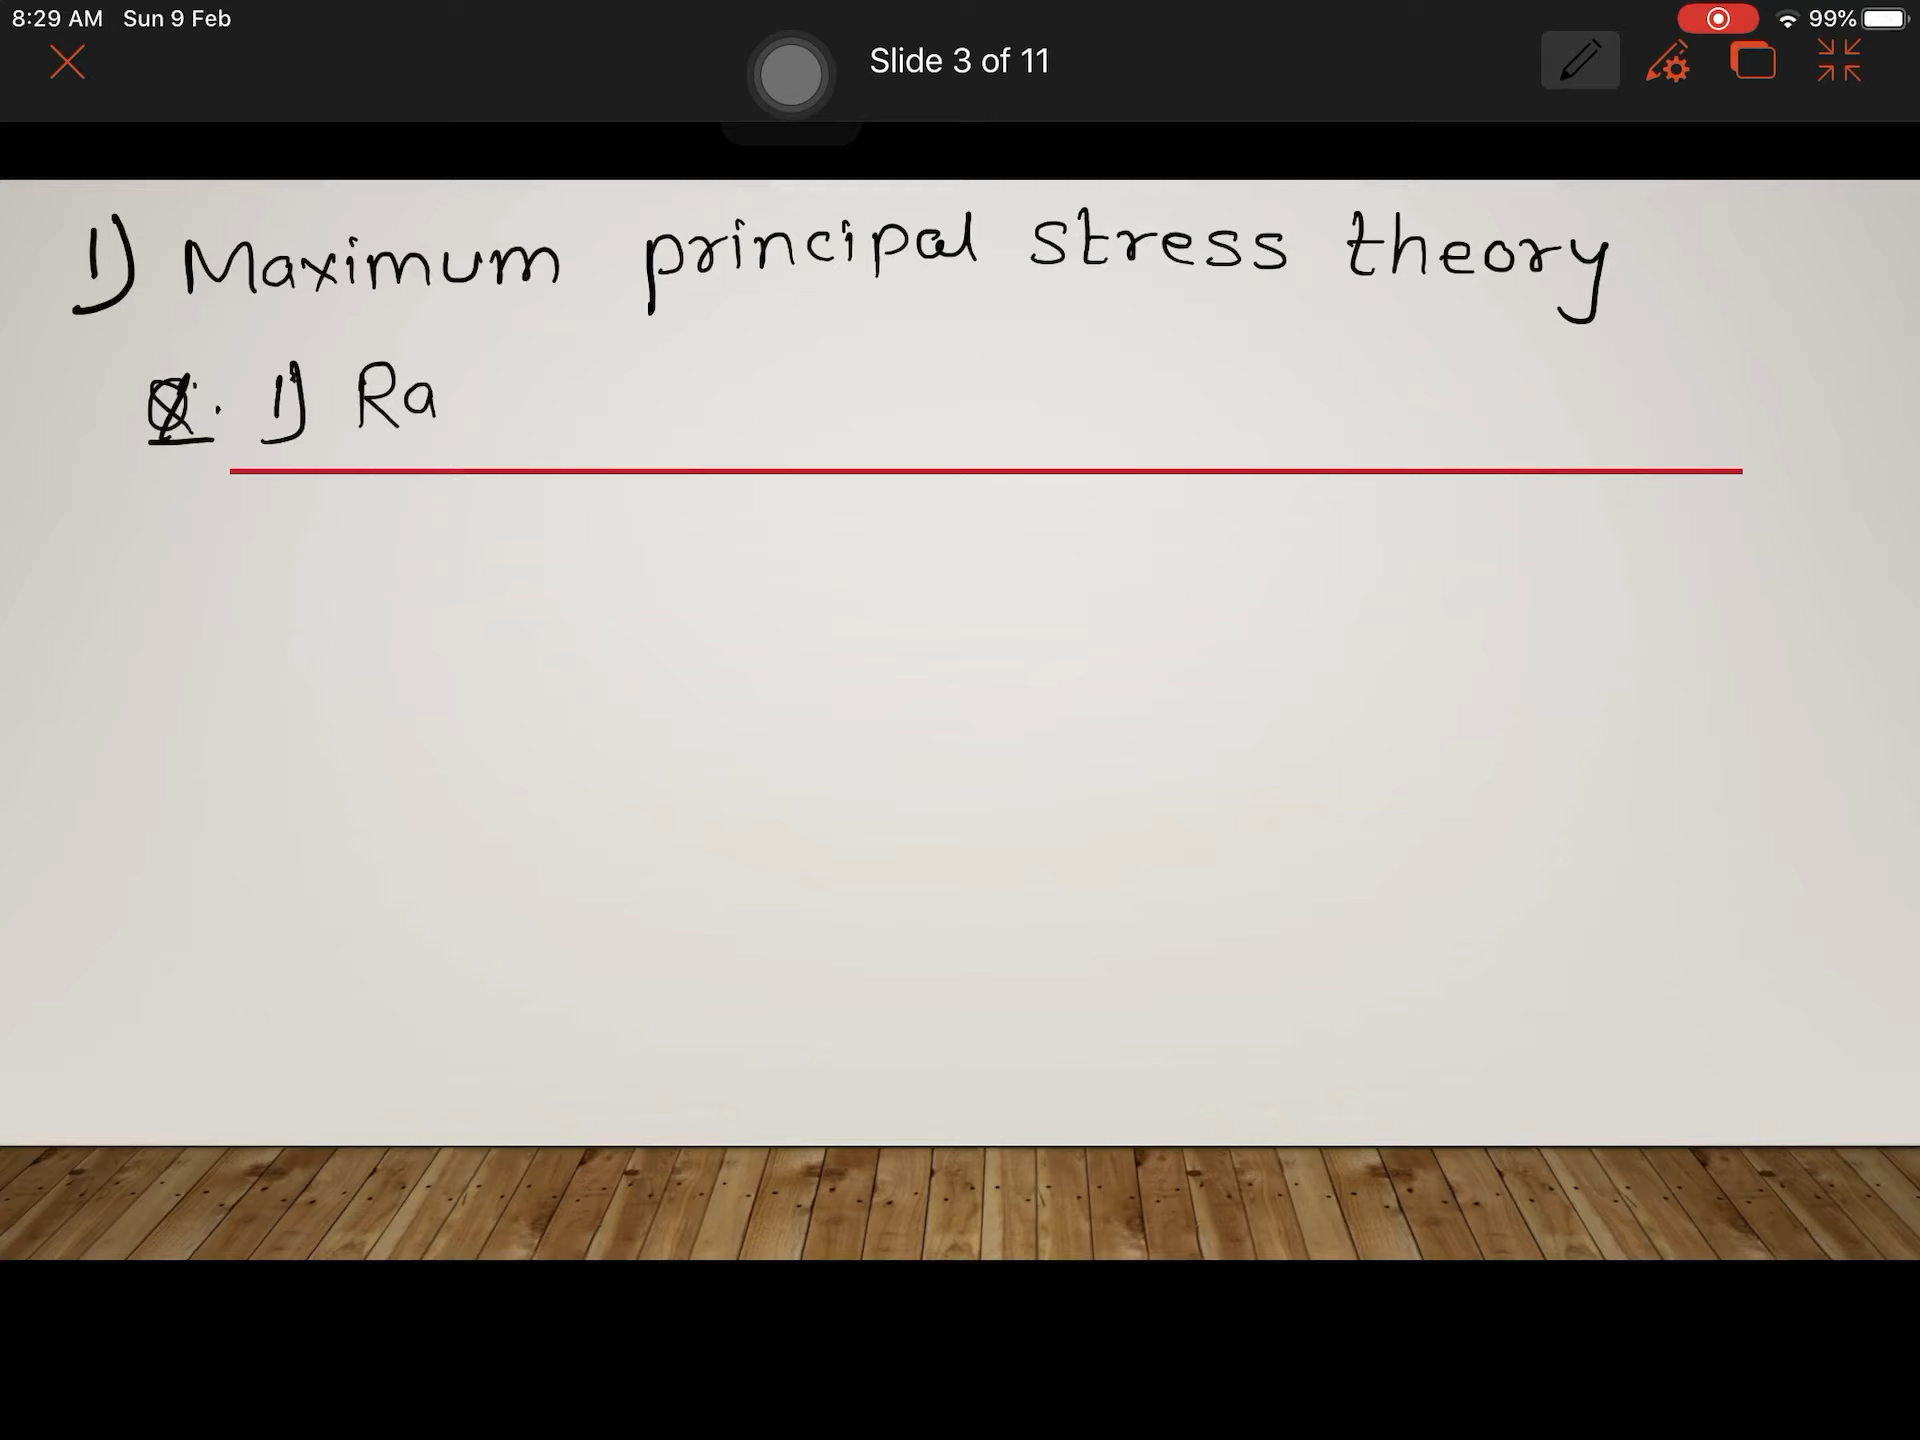 8:29 AM Sun 9 Feb
99%
Slide 3 of 11
1) Maximum principal stress theory
1) Ra